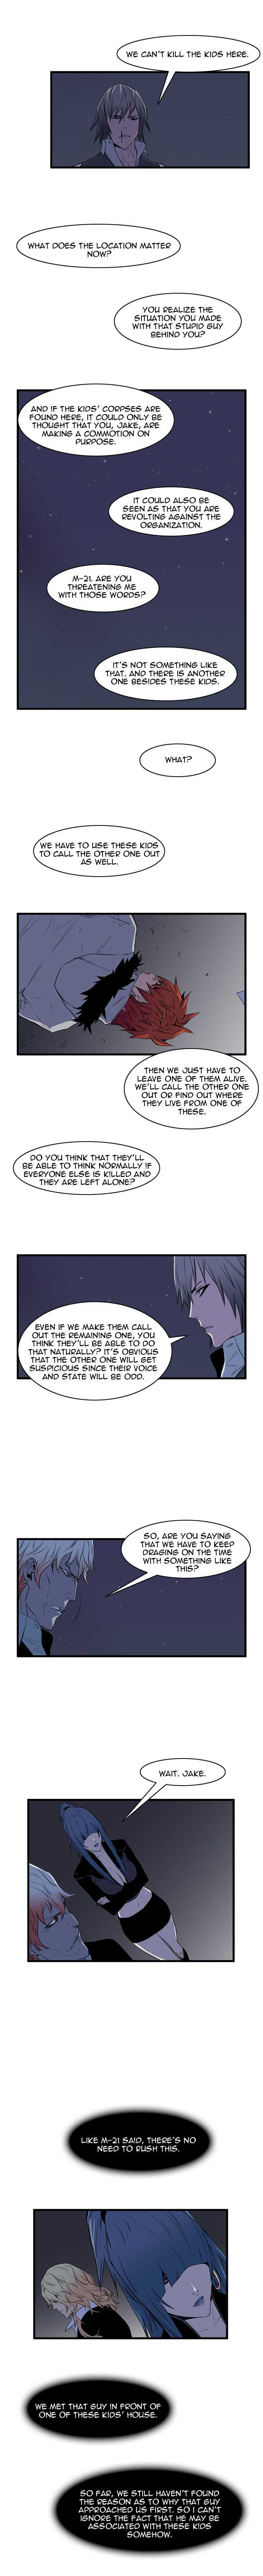 WE CAN'T KILL THE KIDS HERE.
WHAT DOES THE LOCATION MATTER
NOW?
YOU REALIZE THE
SITUATION YOU MADE
WITH THAT STUPID GUY
BEHIND YOU?
AND IF THE KIDS' CORPSES ARE
FOUND HERE, IT COULD ONLY BE
THOUGHT THAT YOU, JAKE, ARE
MAKING A COMMOTION ON
PURPOSE.
IT COULD ALSO BE
SEEN AS THAT YOU ARE
REVOLTING AGAINST THE
ORGANIZATION.
M-21. ARE YOU
THREATENING ME
WITH THOSE WORDS?
IT'S NOT SOMETHING LIKE
THAT. AND THERE IS ANOTHER
ONE BESIDES THESE KIDS.
WHAT?
WE HAVE TO USE THESE KIDS
TO CALL THE OTHER ONE OUT
AS WELL.
THEN WE JUST HAVE TO
LEAVE ONE OF THEM ALIVE.
WE'LL CALL THE OTHER ONE
OUT OR FIND OUT WHERE
THEY LIVE FROM ONE OF
THESE.
DO YOU THINK THAT THEY'LL
BE ABLE TO THINK NORMALLY IF
EVERYONE ELSE IS KILLED AND
THEY ARE LEFT ALONE?
EVEN IF WE MAKE THEM CALL
OUT THE REMAINING ONE, YOU
THINK THEY'LL BE ABLE TO DO
THAT NATURALLY? IT'S OBVIOUS
THAT THE OTHER ONE WILL GET
SUSPICIOUS SINCE THEIR VOICE
AND STATE WILL BE ODD.
SO, ARE YOU SAYING
THAT WE HAVE TO KEEP
DRAGING ON THE TIME
WITH SOMETHING LIKE
THIS?
WAIT. JAKE.
LIKE M-21 SAID, THERE'S NO
NEED TO RUSH THIS.
WE MET THAT GUY IN FRONT OF
ONE OF THESE KIDS' HOUSE.
SO FAR, WE STILL HAVEN'T FOUND
THE REASON AS TO WHY THAT GUY
APPROACHED US FIRST. SO I CAN'T
IGNORE THE FACT THAT HE MAY BE
ASSOCIATED WITH THESE KIDS
SOMEHOW.